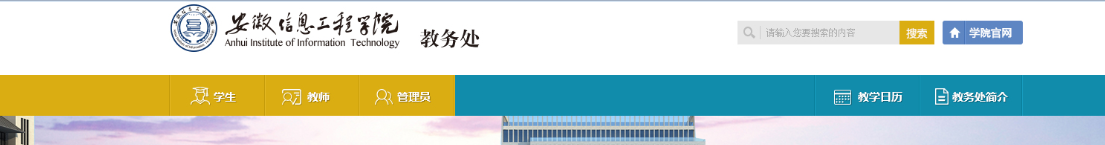 安徽信息工程学院
Anhui Institute of Information Technology
教务处
请输入您要搜索的内容
搜索
学院官网
学生
教师
管理员
教学日历
教务处简介